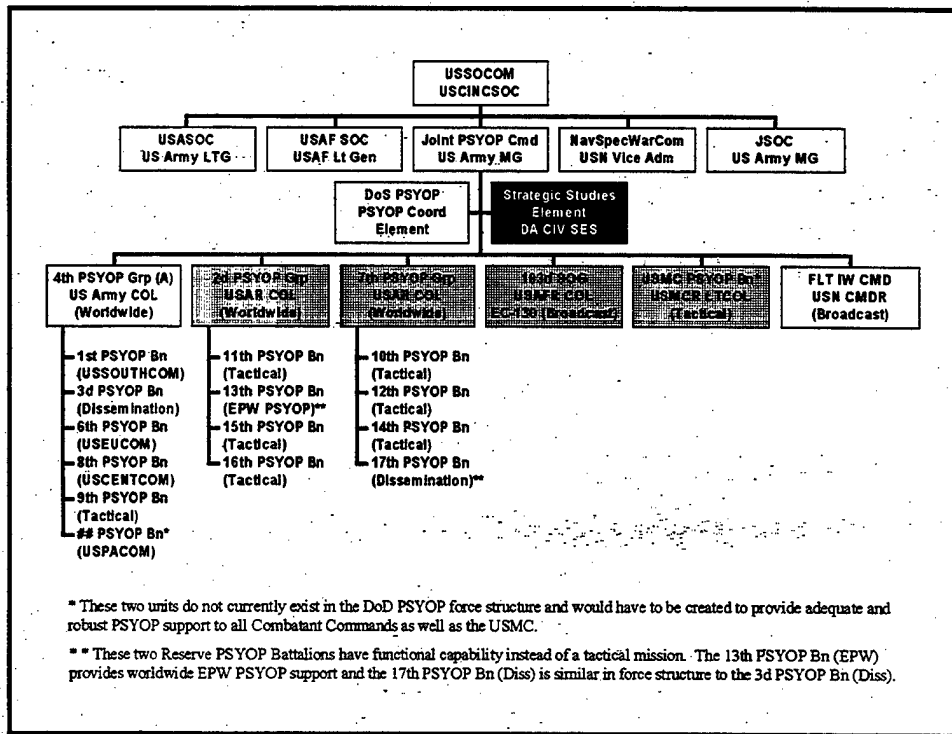 USSOCOM
USCINCSOC
USASOC
US Army LTG
USAF SOC
USAF Lt Gen
Joint PSYOP Cmd
US Army MG
NavSpecWarCom
USN Vice Adm
JSOC
US Army MG
DoS PSYOP
PSYOP Coord
Element
Strategic Studies
Element
DA CIV SES
4th PSYOP Grp (A)
US Army COL
(Worldwide)
2d PSYOP Grp
USAR COL
(Worldwide)
7th PSYOP Grp
USAR COL
(Worldwide)
193d SOG
USAFR COL
EC-130 (Broadcast)
USMC PSYOP Bn*
USMCR LTCOL
(Tactical)
FLT IW CMD
USN CMDR
(Broadcast)
1st PSYOP Bn
(USSOUTHCOM)
3d PSYOP Bn
(Dissemination)
6th PSYOP Bn
(USEUCOM)
8th PSYOP Bn
(USCENTCOM)
9th PSYOP Bn
(Tactical)
## PSYOP Bn*
(USPACOM)
11th PSYOP Bn
(Tactical)
13th PSYOP Bn
(EPW PSYOP)**
15th PSYOP Bn
(Tactical)
16th PSYOP Bn
(Tactical)
10th PSYOP Bn
(Tactical)
12th PSYOP Bn
(Tactical)
14th PSYOP Bn
(Tactical)
17th PSYOP Bn
(Dissemination)**
* These two units do not currently exist in the DoD PSYOP force structure and would have to be created to provide adequate and
robust PSYOP support to all Combatant Commands as well as the USMC.
* * These two Reserve PSYOP Battalions have functional capability instead of a tactical mission. The 13th PSYOP Bn (EPW)
provides worldwide EPW PSYOP support and the 17th PSYOP Bn (Diss) is similar in force structure to the 3d PSYOP Bn (Diss).